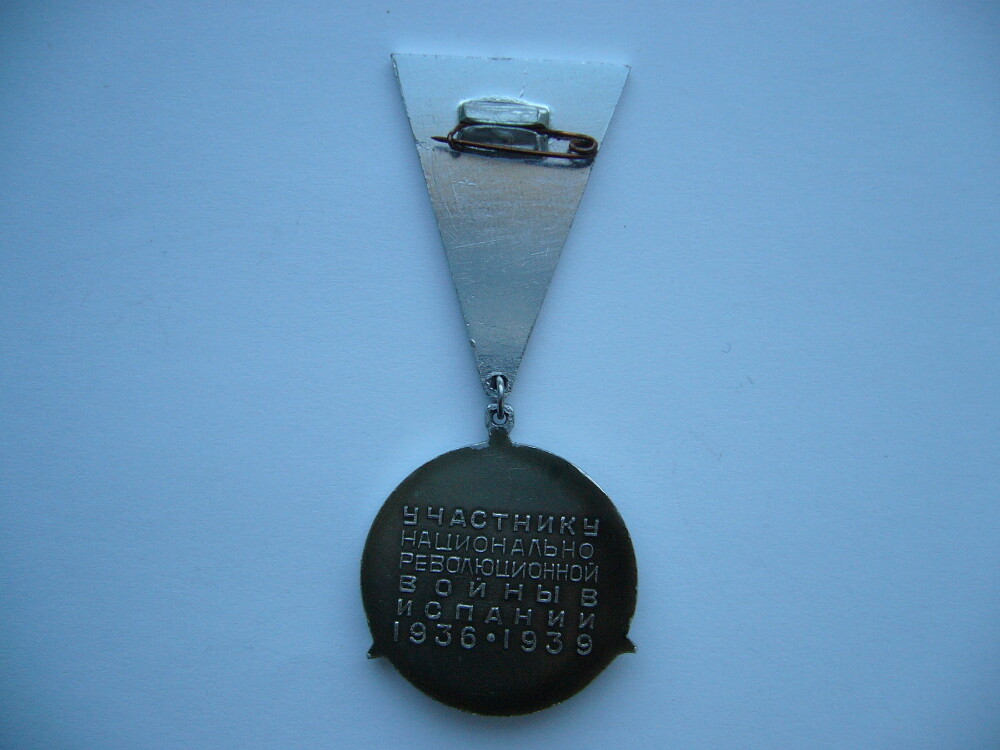 УЧАСТНИКУ
НАЦИОНАЛЬНО
РЕВОЛЮЦИОННОЙ
ВОЙНЫ В
ИСПАНИИ
1936•1939